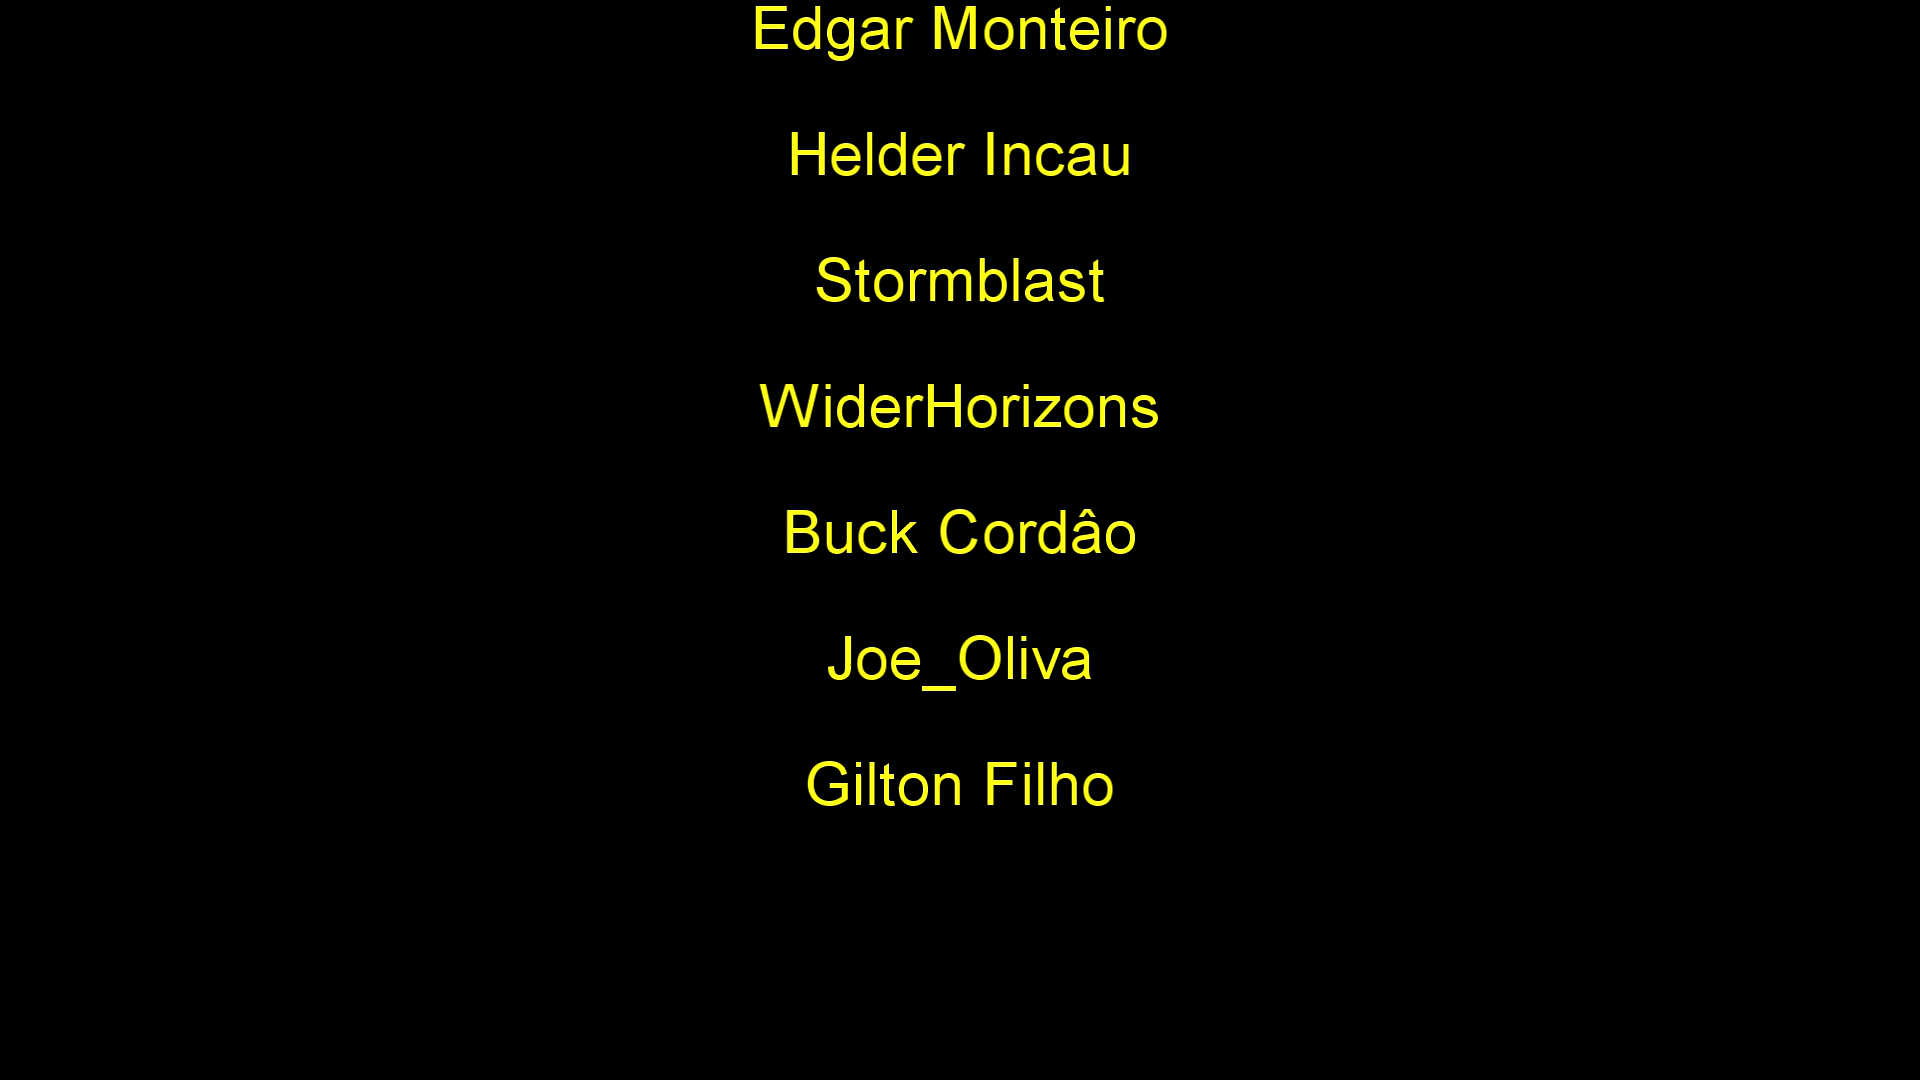 Edgar Monteiro
Helder Incau
Stormblast
WiderHorizons
Buck Cordâo
Joe_Oliva
Gilton Filho